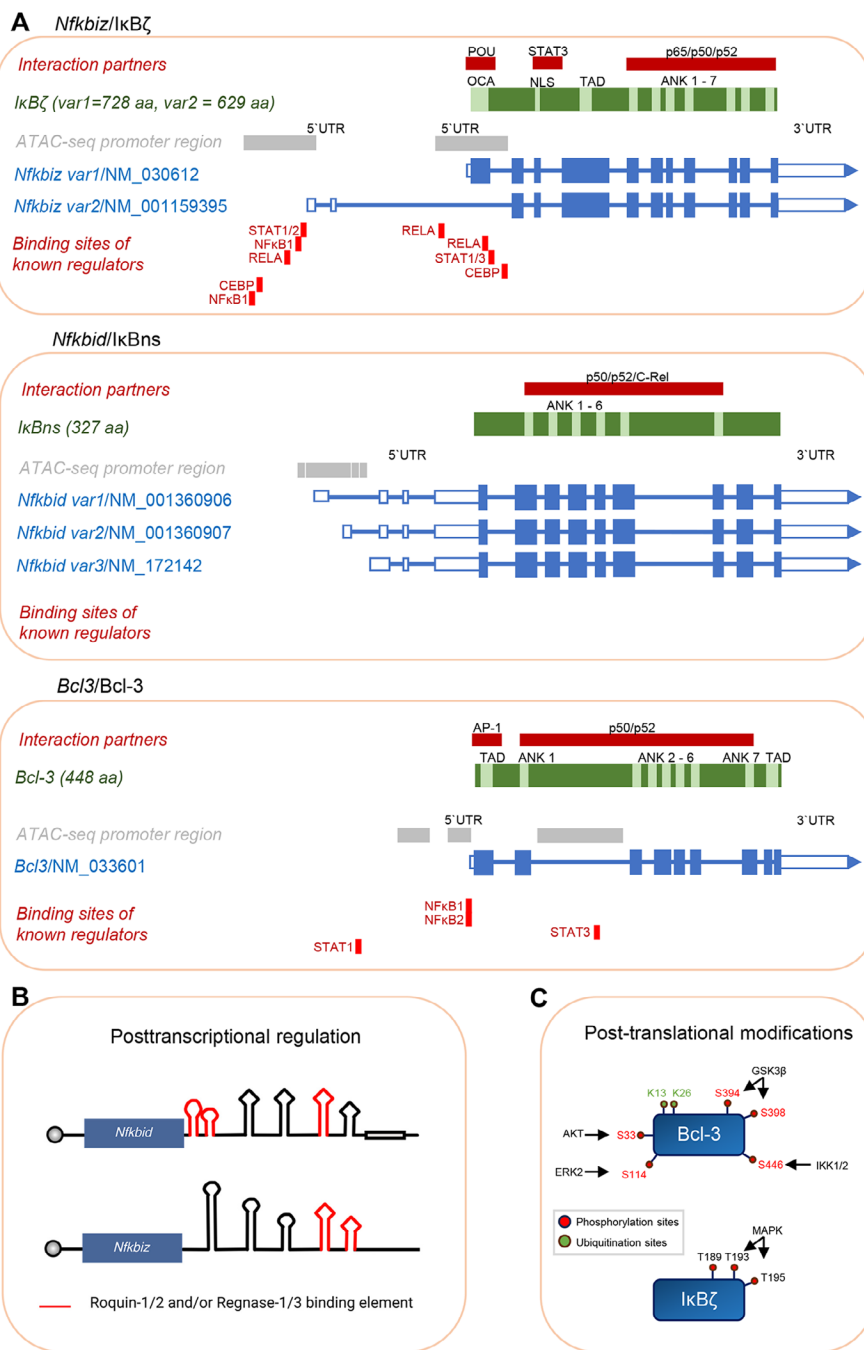 A
Nfkbiz/IκBζ
Interaction partners
POU STAT3 p65/p50/p52
IκBζ (var1=728 aa, var2 = 629 aa)
OCA NLS TAD ANK 1 - 7
ATAC-seq promoter region
5`UTR 5`UTR 3`UTR
Nfkbiz var1/NM_030612
Nfkbiz var2/NM_001159395
Binding sites of
known regulators
STAT1/2
NFκB1
RELA
CEBP
NFκB1
RELA
RELA
STAT1/3
CEBP
Nfkbid/IκBns
Interaction partners
p50/p52/C-Rel
ANK 1 - 6
IκBns (327 aa)
5`UTR 3`UTR
ATAC-seq promoter region
Nfkbid var1/NM_001360906
Nfkbid var2/NM_001360907
Nfkbid var3/NM_172142
Binding sites of
known regulators
Bcl3/Bcl-3
AP-1 p50/p52
Interaction partners
TAD ANK 1 ANK 2 - 6 ANK 7 TAD
Bcl-3 (448 aa)
5`UTR 3`UTR
ATAC-seq promoter region
Bcl3/NM_033601
Binding sites of
known regulators
NFκB1
NFκB2
STAT3
STAT1
B
Posttranscriptional regulation
Nfkbid
Nfkbiz
Roquin-1/2 and/or Regnase-1/3 binding element
C
Post-translational modifications
GSK3β
K13 K26 S394
S398
AKT S33 Bcl-3
ERK2 S114 S446 IKK1/2
Phosphorylation sites
Ubiquitination sites
MAPK
T189 T193
T195
IκBζ